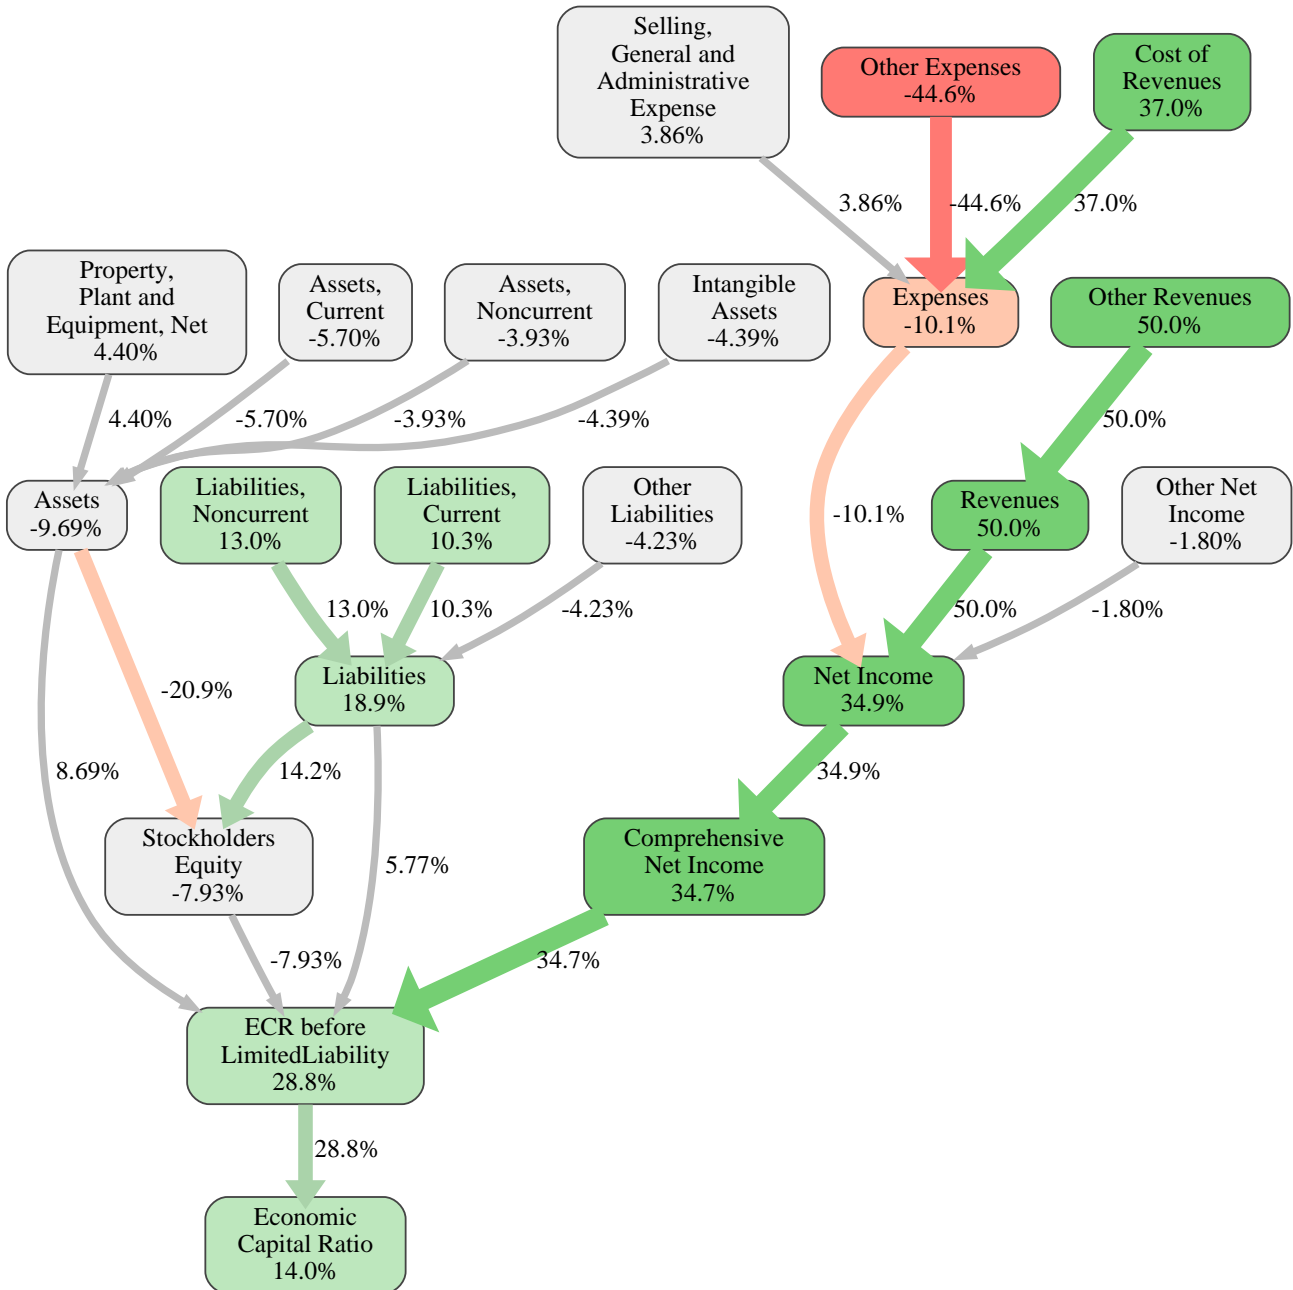 Selling,
General and
Administrative
Expense
3.86%
Other Expenses
-44.6%
Cost of
Revenues
37.0%
3.86%
-44.6%
37.0%
Property,
Plant and
Equipment, Net
4.40%
Assets,
Current
-5.70%
Assets,
Noncurrent
-3.93%
Intangible
Assets
-4.39%
Expenses
-10.1%
Other Revenues
50.0%
4.40%
-5.70%
-3.93%
-4.39%
50.0%
Assets
-9.69%
Liabilities,
Noncurrent
13.0%
Liabilities,
Current
10.3%
Other
Liabilities
-4.23%
-10.1%
Revenues
50.0%
Other Net
Income
-1.80%
13.0%
10.3%
-4.23%
50.0%
-1.80%
-20.9%
Liabilities
18.9%
Net Income
34.9%
8.69%
14.2%
34.9%
Stockholders
Equity
-7.93%
5.77%
Comprehensive
Net Income
34.7%
-7.93%
34.7%
ECR before
LimitedLiability
28.8%
28.8%
Economic
Capital Ratio
14.0%